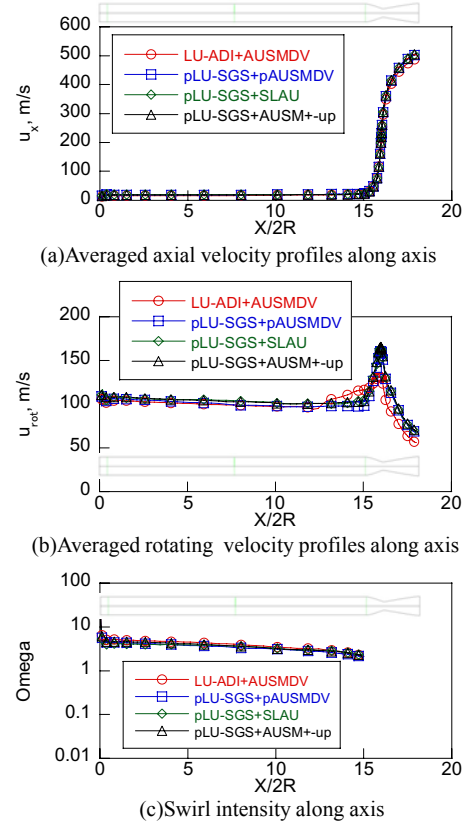 600
500
400
300
200
100
0
u_x, m/s
LU-ADI+AUSMDV
pLU-SGS+pAUSMDV
pLU-SGS+SLAU
pLU-SGS+AUSM+-up
0 5 10 15 20
X/2R
(a)Averaged axial velocity profiles along axis
LU-ADI+AUSMDV
pLU-SGS+pAUSMDV
pLU-SGS+SLAU
pLU-SGS+AUSM+-up
200
150
100
50
0
u_rot, m/s
0 5 10 15 20
X/2R
(b)Averaged rotating velocity profiles along axis
100
10
1
0.1
0.01
Omega
LU-ADI+AUSMDV
pLU-SGS+pAUSMDV
pLU-SGS+SLAU
pLU-SGS+AUSM+-up
0 5 10 15 20
X/2R
(c)Swirl intensity along axis